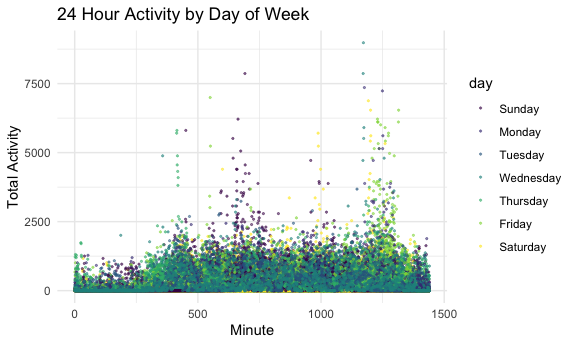 24 Hour Activity by Day of Week
Total Activity
7500
5000
2500
0
0
500
1000
1500
Minute
day
Sunday
Monday
Tuesday
Wednesday
Thursday
Friday
Saturday